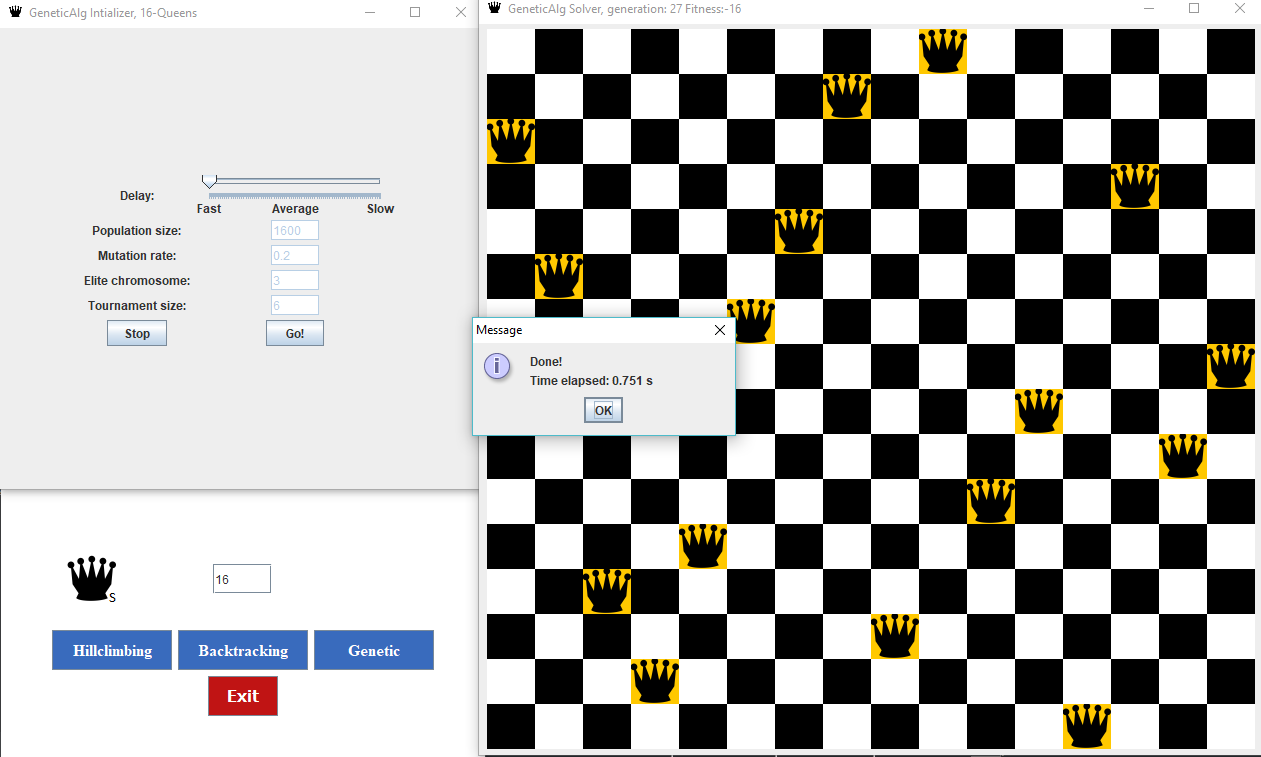 GeneticAlg Intializer, 16-Queens
Delay:
Fast Average Slow
Population size: 1600
Mutation rate: 0.2
Elite chromosome: 3
Tournament size: 6
Stop Go!
S 16
Hillclimbing Backtracking Genetic
Exit
GeneticAlg Solver, generation: 27 Fitness:-16
Message
Done!
Time elapsed: 0.751 s
OK